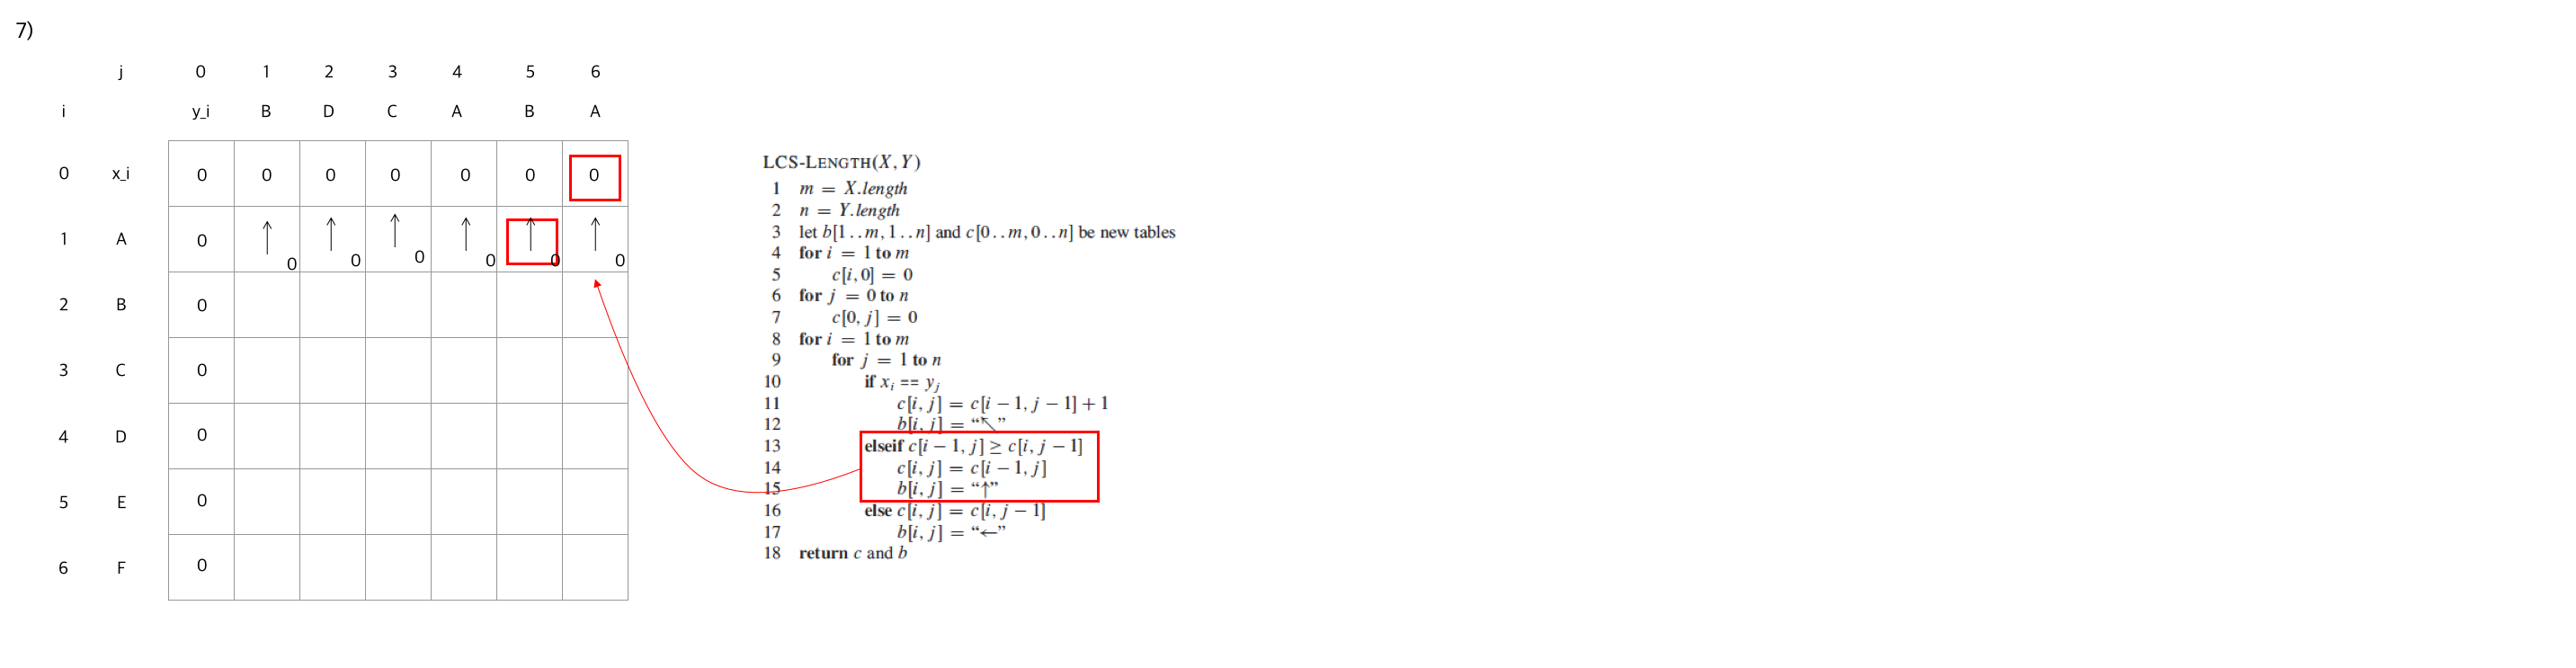 7)
j 0 1 2 3 4 5 6
i y_i B D C A B A
0 x_i 0 0 0 0 0 0 0
1 A 0 ↑ 0 ↑ 0 ↑ 0 ↑ 0 ↑ 0 ↑ 0
2 B 0
3 C 0
4 D 0
5 E 0
6 F 0
LCS-LENGTH(X, Y)
1 m = X.length
2 n = Y.length
3 let b[1..m, 1..n] and c[0..m, 0..n] be new tables
4 for i = 1 to m
5 c[i, 0] = 0
6 for j = 0 to n
7 c[0, j] = 0
8 for i = 1 to m
9 for j = 1 to n
10 if xᵢ == yⱼ
11 c[i, j] = c[i − 1, j − 1] + 1
12 b[i, j] = “↖”
13 elseif c[i − 1, j] ≥ c[i, j − 1]
14 c[i, j] = c[i − 1, j]
15 b[i, j] = “↑”
16 else c[i, j] = c[i, j − 1]
17 b[i, j] = “←”
18 return c and b